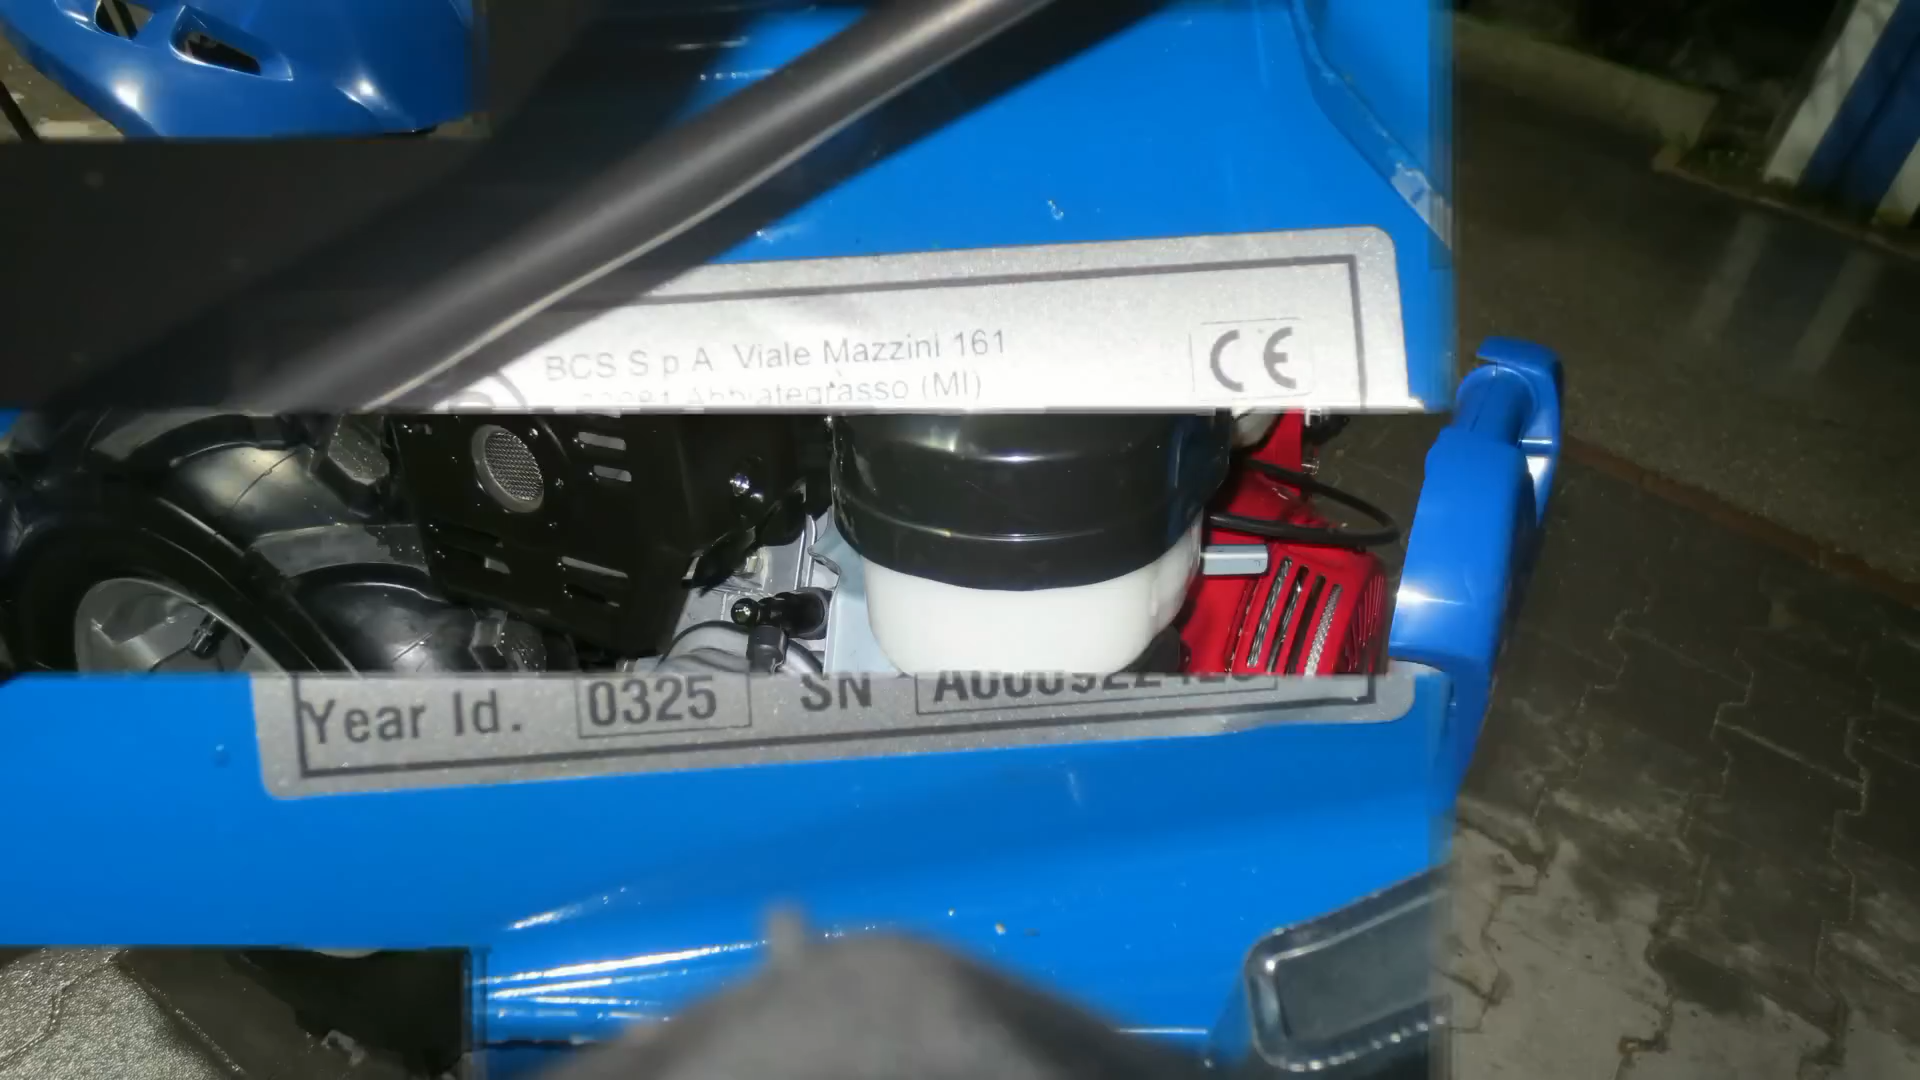 BCS S p A Viale Mazzini 161
Abbiategrasso (MI)
CE
Year Id. 0325 SN